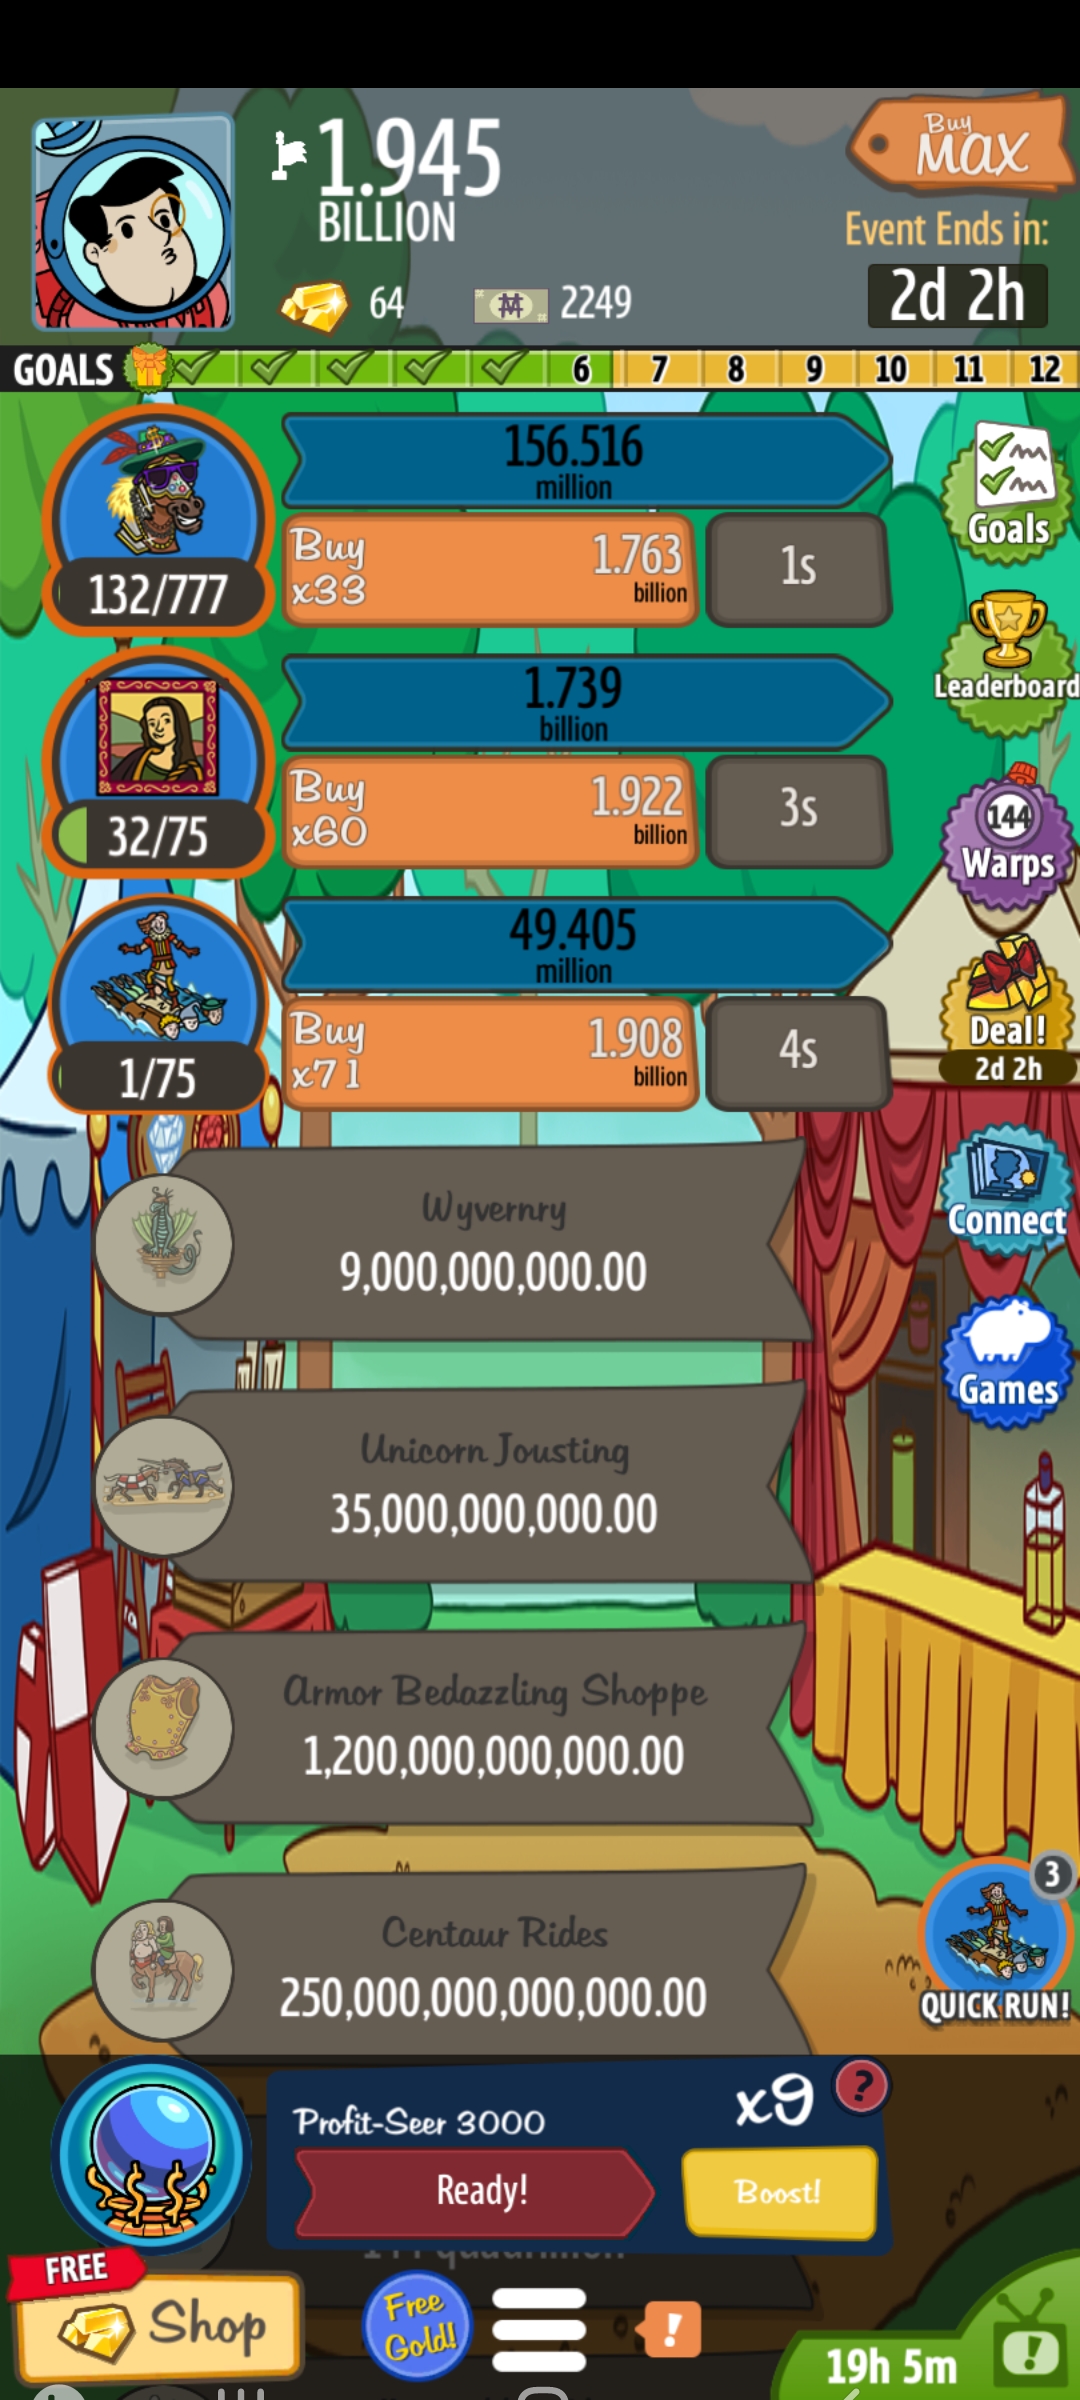 1.945
BILLION
Buy
MAX
Event Ends in:
2d 2h
64
2249
GOALS 6 7 8 9 10 11 12
156.516
million
Buy
x33
1.763
billion
1s
132/777
Goals
1.739
billion
Leaderboard
Buy
x60
1.922
billion
3s
32/75
144
Warps
49.405
million
Buy
x71
1.908
billion
4s
1/75
Deal!
2d 2h
Wyvernry
9,000,000,000.00
Connect
Unicorn Jousting
35,000,000,000.00
Games
Armor Bedazzling Shoppe
1,200,000,000,000.00
Centaur Rides
250,000,000,000,000.00
3
QUICK RUN!
Profit-Seer 3000
x9
?
Ready!
Boost!
FREE
Shop
Free
Gold!
!
19h 5m
!